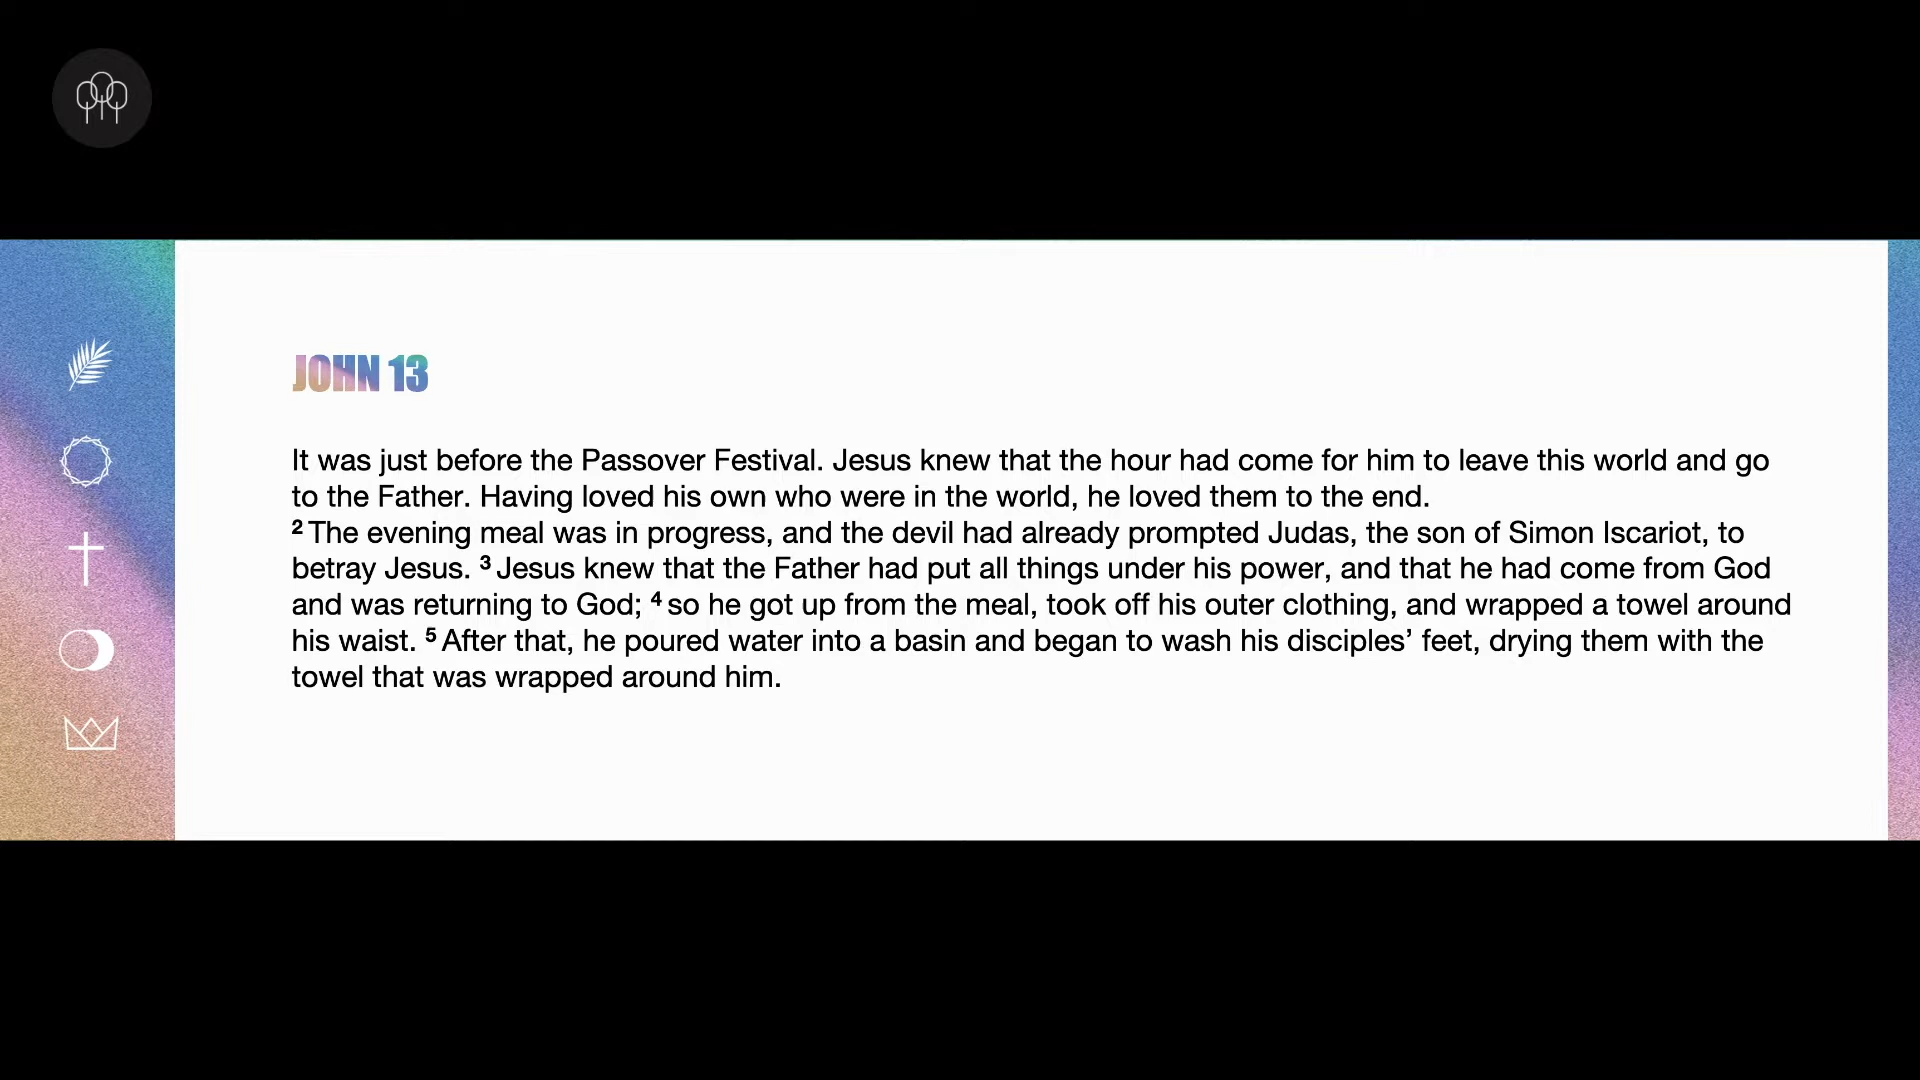 JOHN 13
It was just before the Passover Festival. Jesus knew that the hour had come for him to leave this world and go
to the Father. Having loved his own who were in the world, he loved them to the end.
² The evening meal was in progress, and the devil had already prompted Judas, the son of Simon Iscariot, to
betray Jesus. ³ Jesus knew that the Father had put all things under his power, and that he had come from God
and was returning to God; ⁴ so he got up from the meal, took off his outer clothing, and wrapped a towel around
his waist. ⁵ After that, he poured water into a basin and began to wash his disciples’ feet, drying them with the
towel that was wrapped around him.